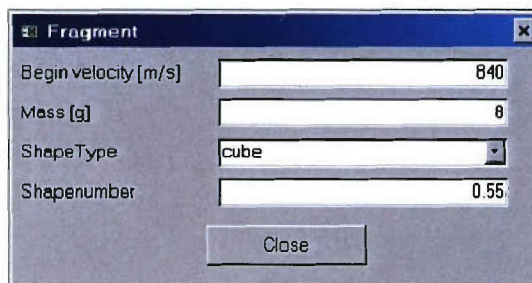 Fragment
Begin velocity [m/s] 840
Mass [g] 8
ShapeType cube
Shapenumber 0.55
Close